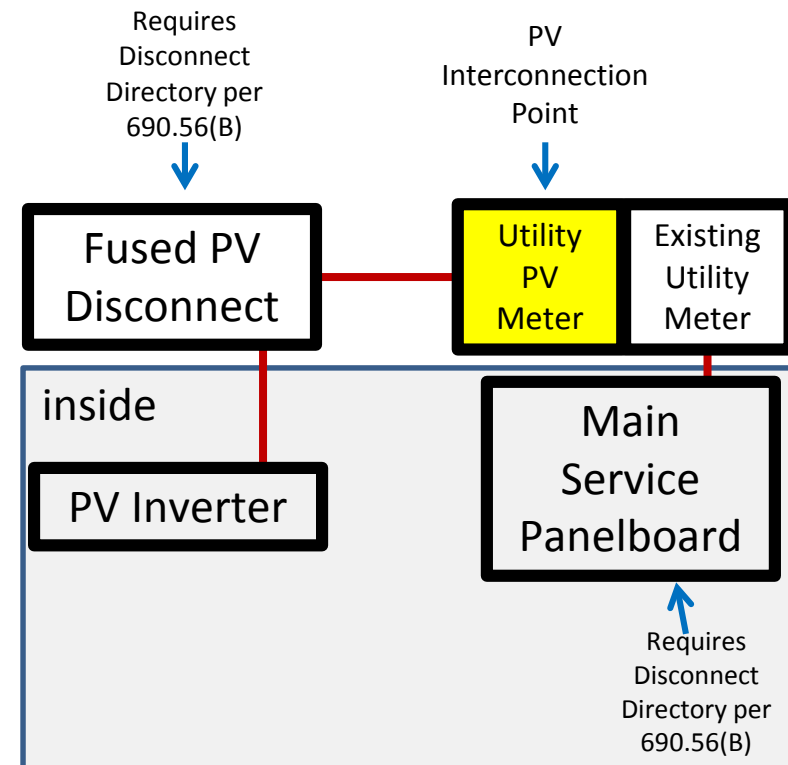 Requires
Disconnect
Directory per
690.56(B)
PV
Interconnection
Point
Fused PV
Disconnect
Utility
PV
Meter
Existing
Utility
Meter
inside
PV Inverter
Main
Service
Panelboard
Requires
Disconnect
Directory per
690.56(B)